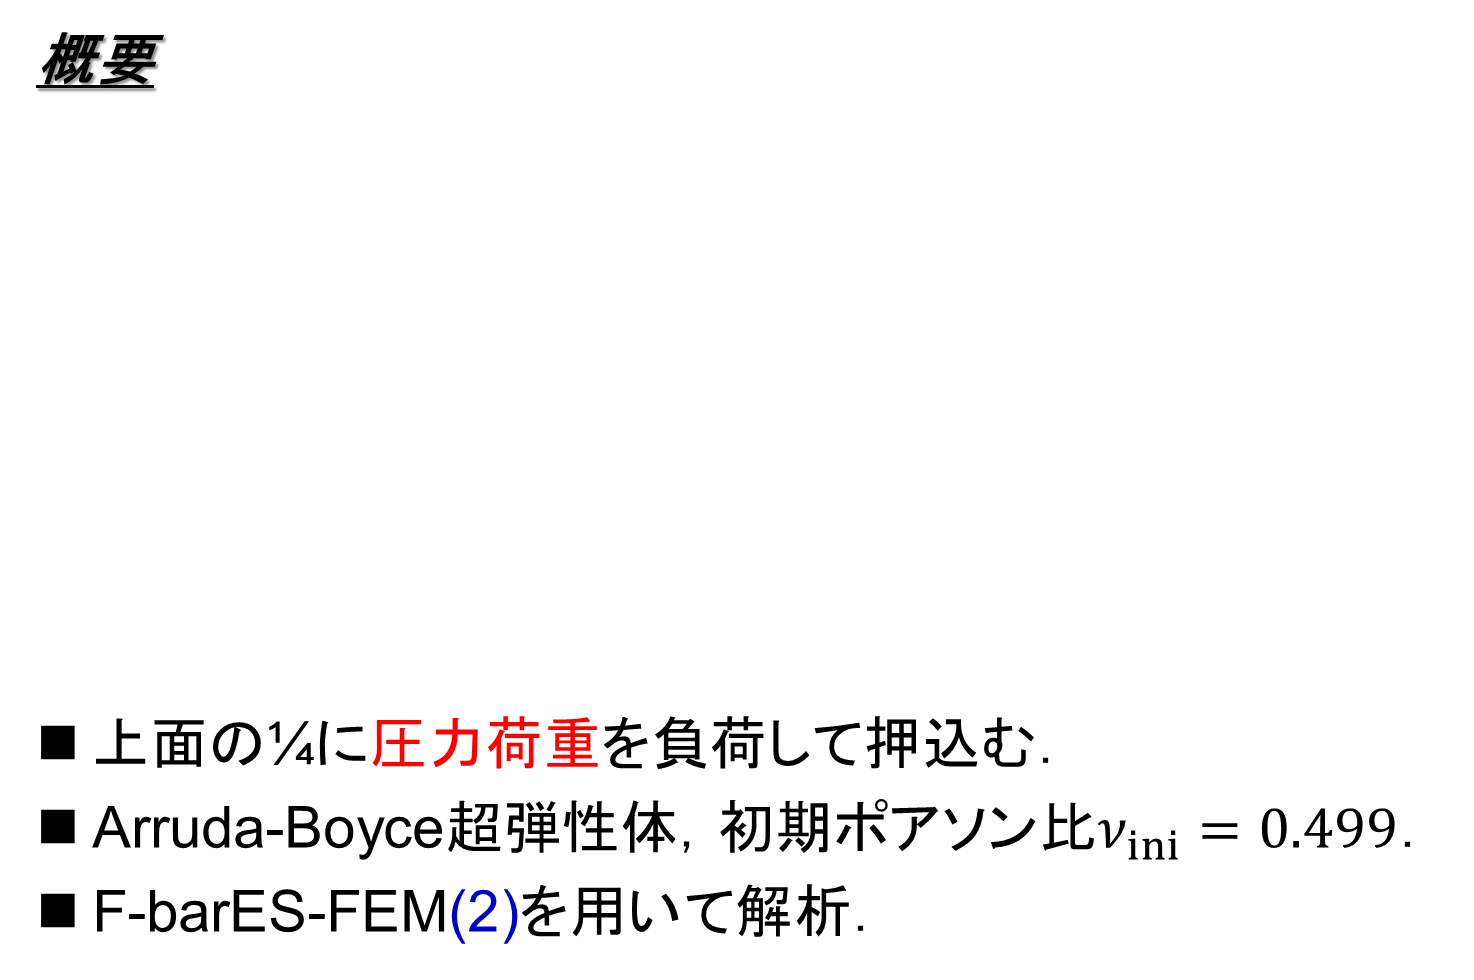 概要
■ 上面の¼に圧力荷重を負荷して押込む．
■ Arruda-Boyce超弾性体，初期ポアソン比ν_ini = 0.499．
■ F-barES-FEM(2)を用いて解析．